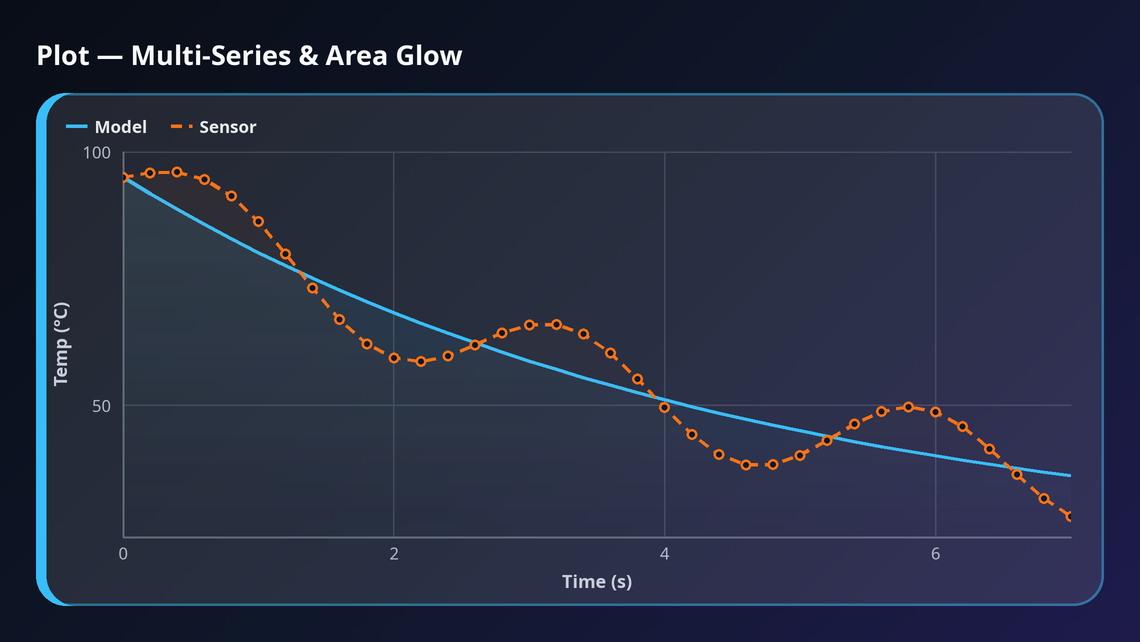 Plot — Multi-Series & Area Glow
Model
Sensor
100
50
Temp (°C)
0
2
4
6
Time (s)